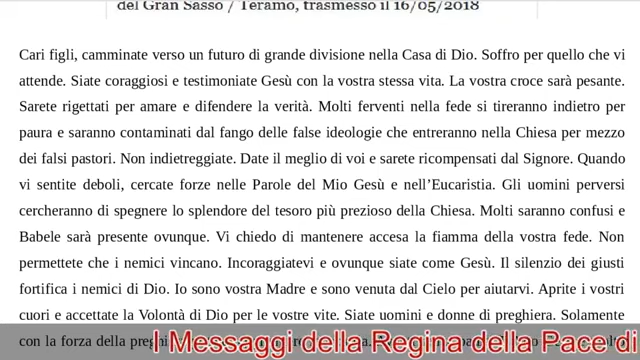 del Gran Sasso / Teramo, trasmesso il 16/05/2018
Cari figli, camminate verso un futuro di grande divisione nella Casa di Dio. Soffro per quello che vi
attende. Siate coraggiosi e testimoniate Gesù con la vostra stessa vita. La vostra croce sarà pesante.
Sarete rigettati per amare e difendere la verità. Molti ferventi nella fede si tireranno indietro per
paura e saranno contaminati dal fango delle false ideologie che entreranno nella Chiesa per mezzo
dei falsi pastori. Non indietreggiate. Date il meglio di voi e sarete ricompensati dal Signore. Quando
vi sentite deboli, cercate forze nelle Parole del Mio Gesù e nell’Eucaristia. Gli uomini perversi
cercheranno di spegnere lo splendore del tesoro più prezioso della Chiesa. Molti saranno confusi e
Babele sarà presente ovunque. Vi chiedo di mantenere accesa la fiamma della vostra fede. Non
permettete che i nemici vincano. Incoraggiatevi e ovunque siate come Gesù. Il silenzio dei giusti
fortifica i nemici di Dio. Io sono vostra Madre e sono venuta dal Cielo per aiutarvi. Aprite i vostri
cuori e accettate la Volontà di Dio per le vostre vite. Siate uomini e donne di preghiera. Solamente
con la forza della
I Messaggi della Regina della Pace di